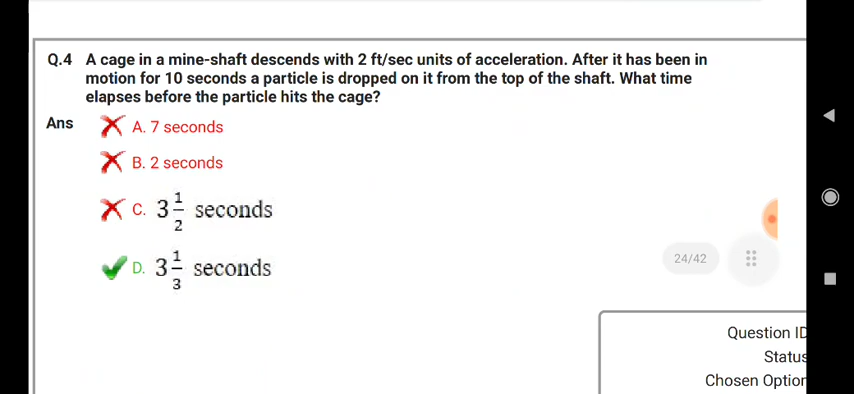 Q.4 A cage in a mine-shaft descends with 2 ft/sec units of acceleration. After it has been in
motion for 10 seconds a particle is dropped on it from the top of the shaft. What time
elapses before the particle hits the cage?
Ans A. 7 seconds
B. 2 seconds
C. 3 1/2 seconds
D. 3 1/3 seconds
24/42
Question ID
Status
Chosen Option